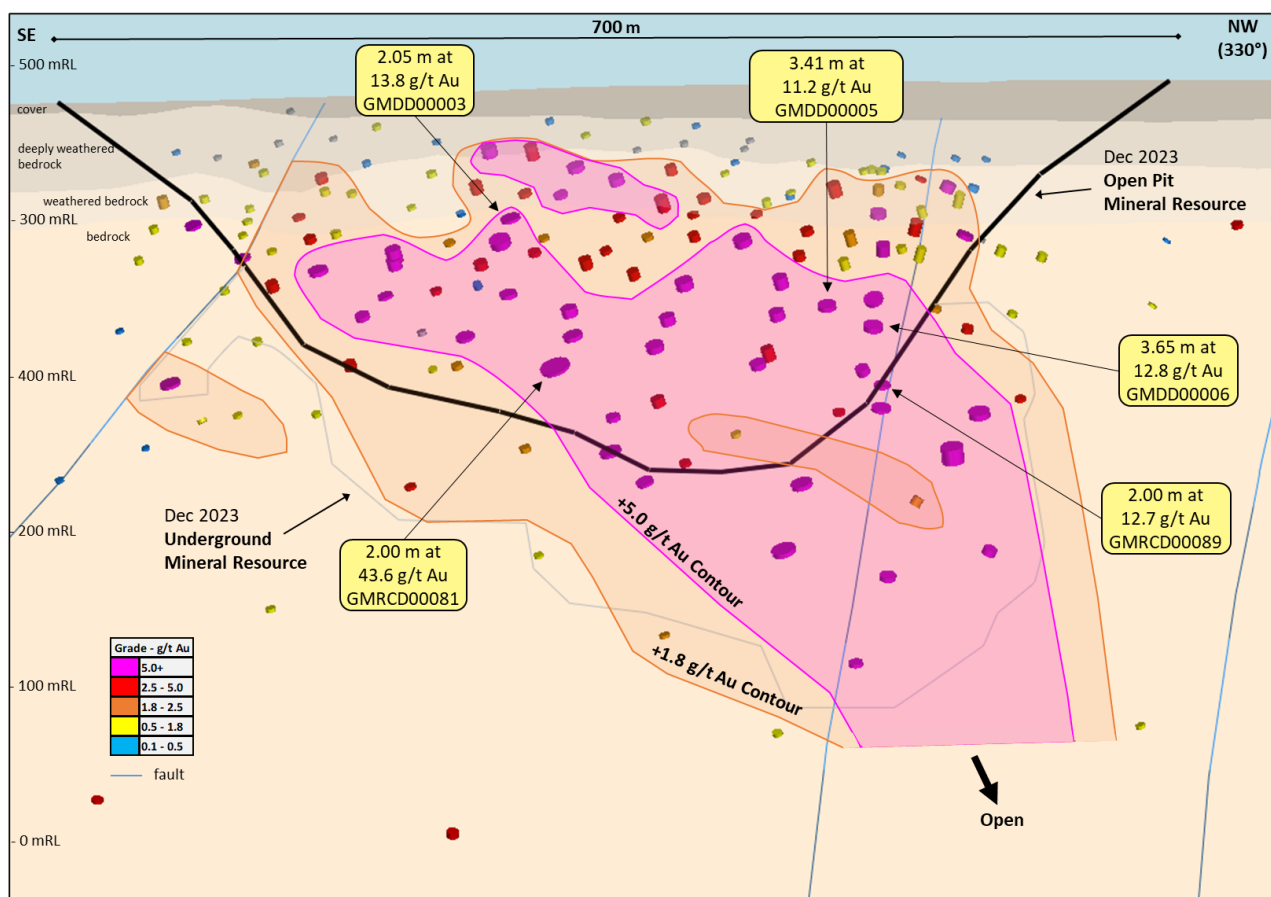 SE
700 m
NW
(330°)
- 500 mRL
2.05 m at
13.8 g/t Au
GMDD00003
3.41 m at
11.2 g/t Au
GMDD00005
cover
deeply weathered
bedrock
Dec 2023
Open Pit
Mineral Resource
weathered bedrock
- 300 mRL
bedrock
3.65 m at
12.8 g/t Au
GMDD00006
- 400 mRL
2.00 m at
12.7 g/t Au
GMRCD00089
+5.0 g/t Au Contour
Dec 2023
Underground
Mineral Resource
- 200 mRL
2.00 m at
43.6 g/t Au
GMRCD00081
+1.8 g/t Au Contour
Grade - g/t Au
5.0+
2.5 - 5.0
1.8 - 2.5
0.5 - 1.8
0.1 - 0.5
fault
- 100 mRL
Open
- 0 mRL